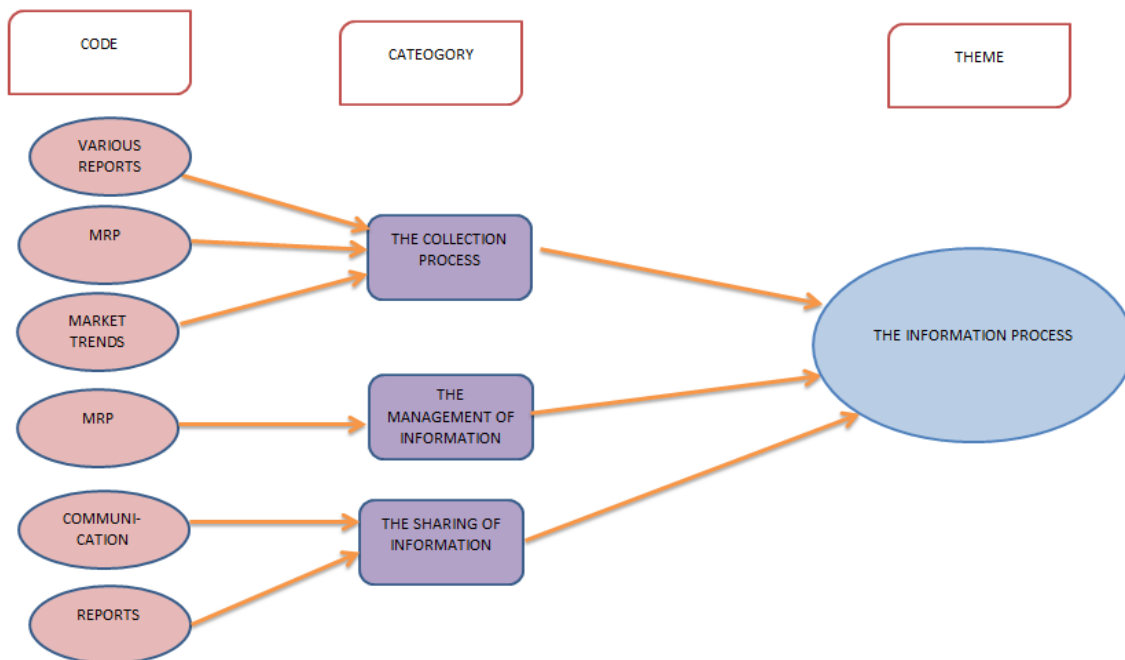 CODE
CATEOGORY
THEME
VARIOUS
REPORTS
MRP
MARKET
TRENDS
MRP
COMMUNI-
CATION
REPORTS
THE COLLECTION
PROCESS
THE
MANAGEMENT OF
INFORMATION
THE SHARING OF
INFORMATION
THE INFORMATION PROCESS